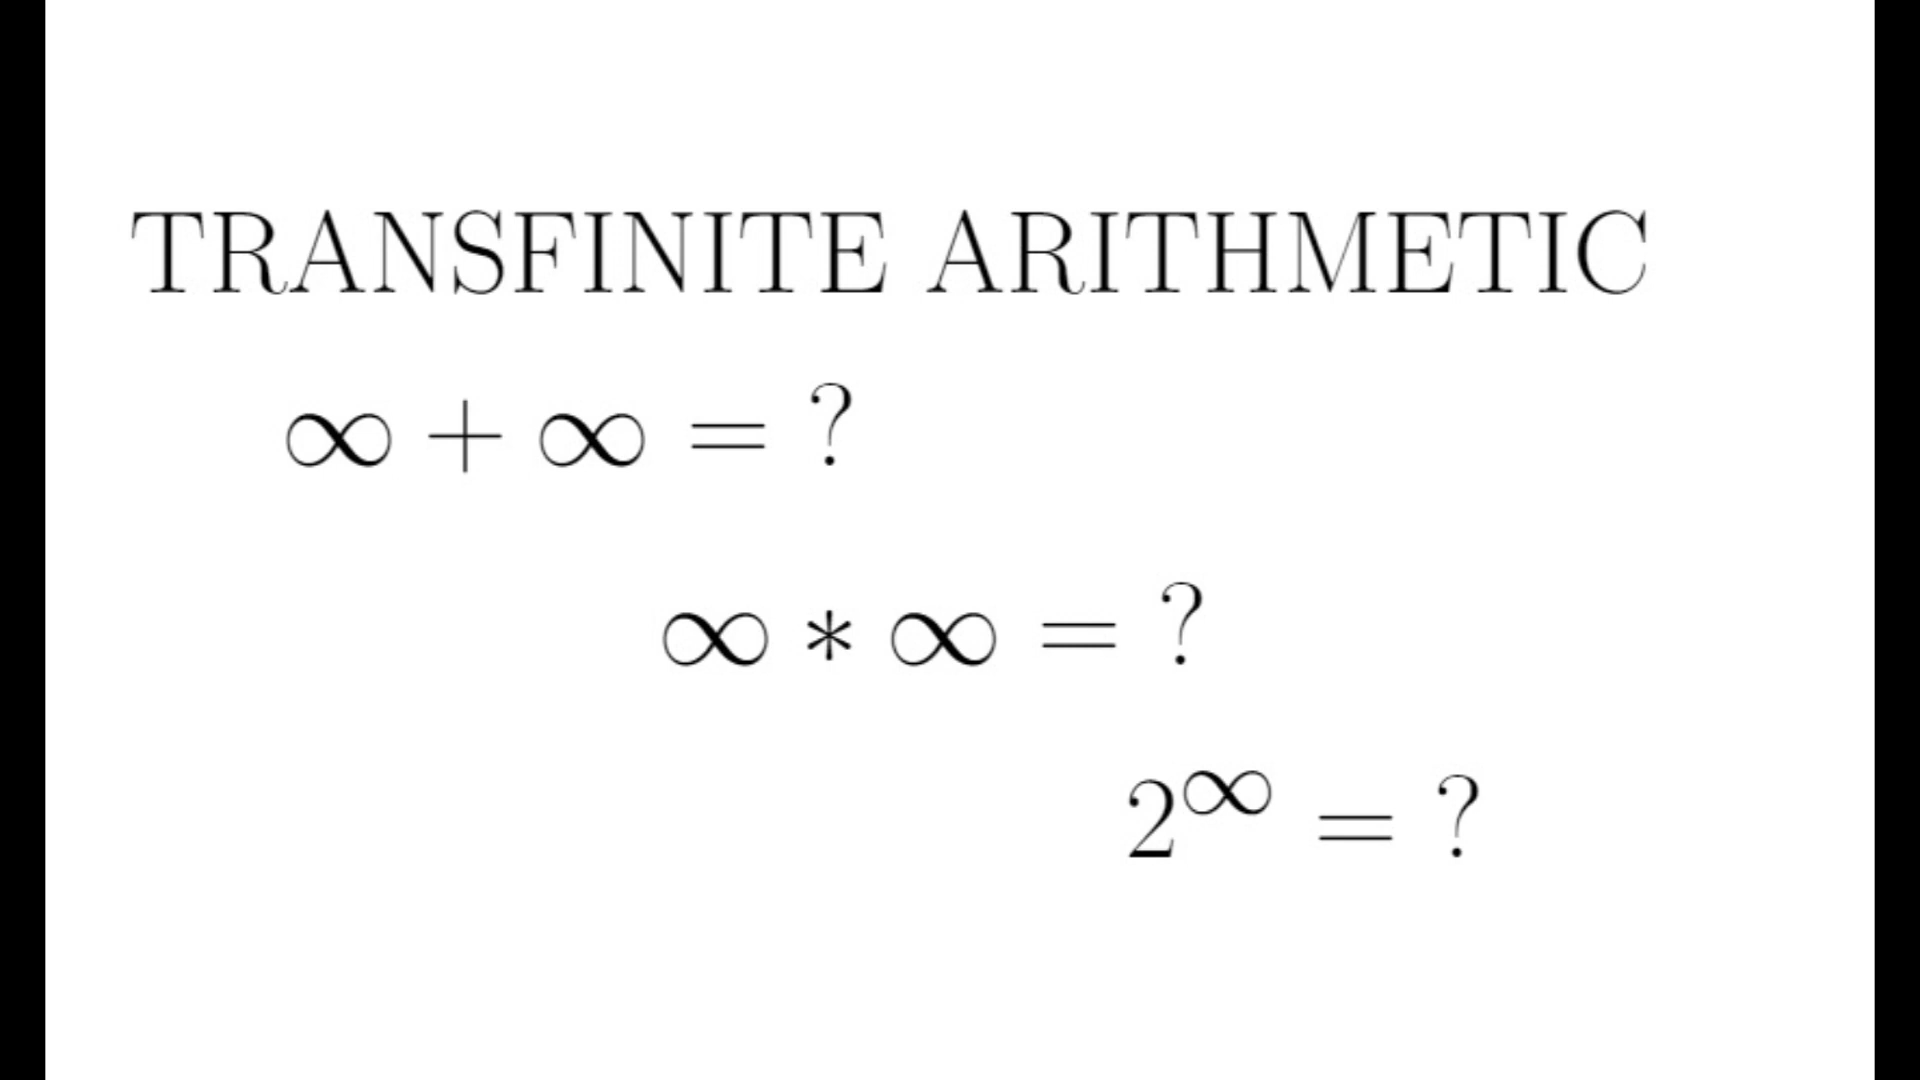 TRANSFINITE ARITHMETIC
∞ + ∞ = ?
∞ * ∞ = ?
2^∞ = ?